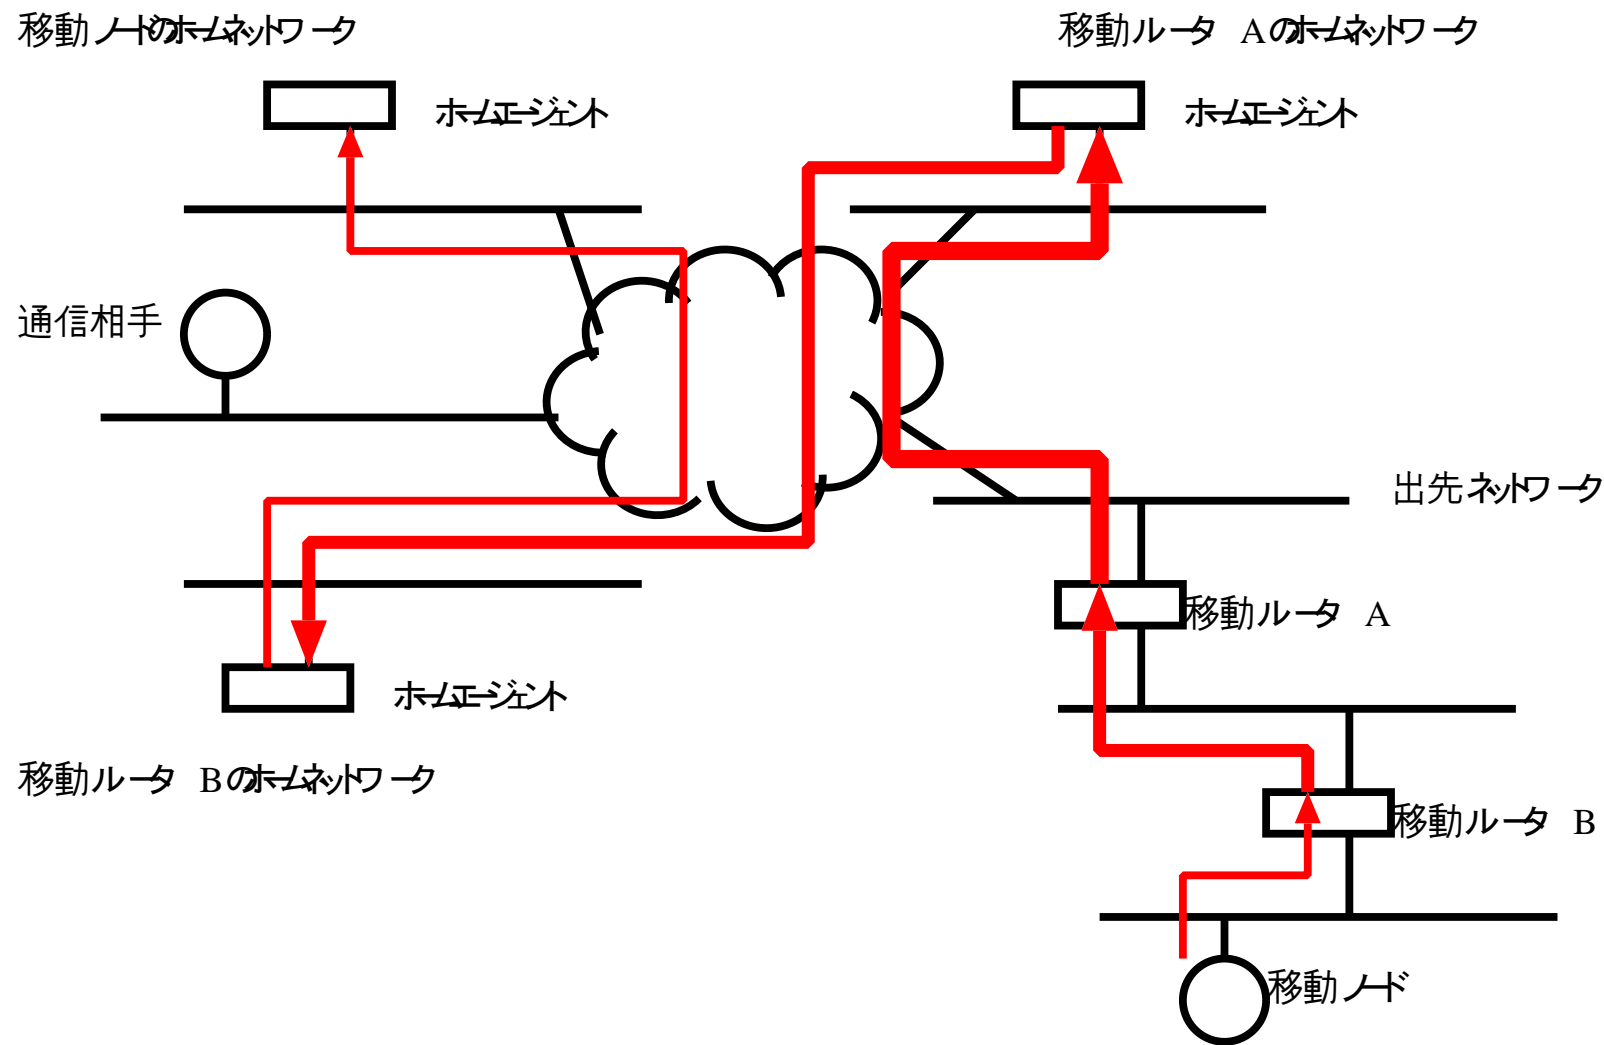 移動ノードのホームネットワーク
移動ルータ Aのホームネットワーク
ホームエージェント
ホームエージェント
通信相手
出先ネットワーク
移動ルータ A
ホームエージェント
移動ルータ Bのホームネットワーク
移動ルータ B
移動ノード